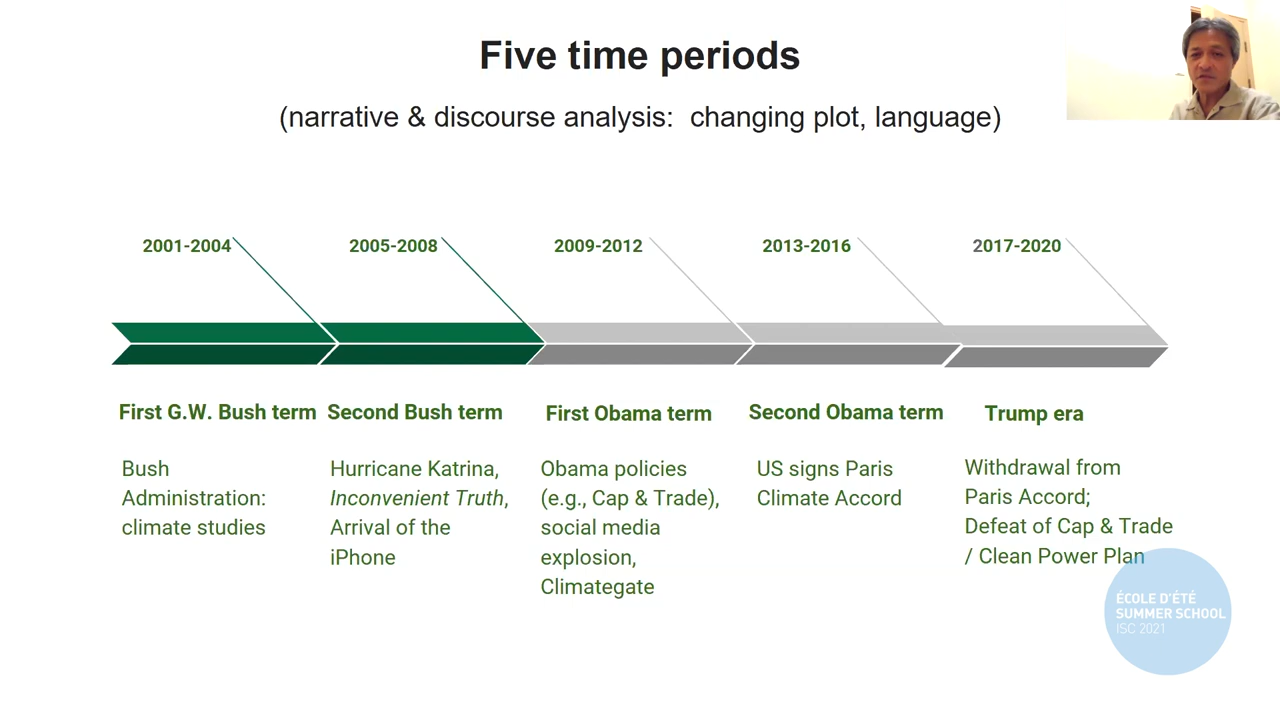 Five time periods
(narrative & discourse analysis:  changing plot, language)
2001-2004
2005-2008
2009-2012
2013-2016
2017-2020
First G.W. Bush term
Bush
Administration:
climate studies
Second Bush term
Hurricane Katrina,
Inconvenient Truth,
Arrival of the
iPhone
First Obama term
Obama policies
(e.g., Cap & Trade),
social media
explosion,
Climategate
Second Obama term
US signs Paris
Climate Accord
Trump era
Withdrawal from
Paris Accord;
Defeat of Cap & Trade
/ Clean Power Plan
ÉCOLE D'ÉTÉ
SUMMER SCHOOL
ISC 2021